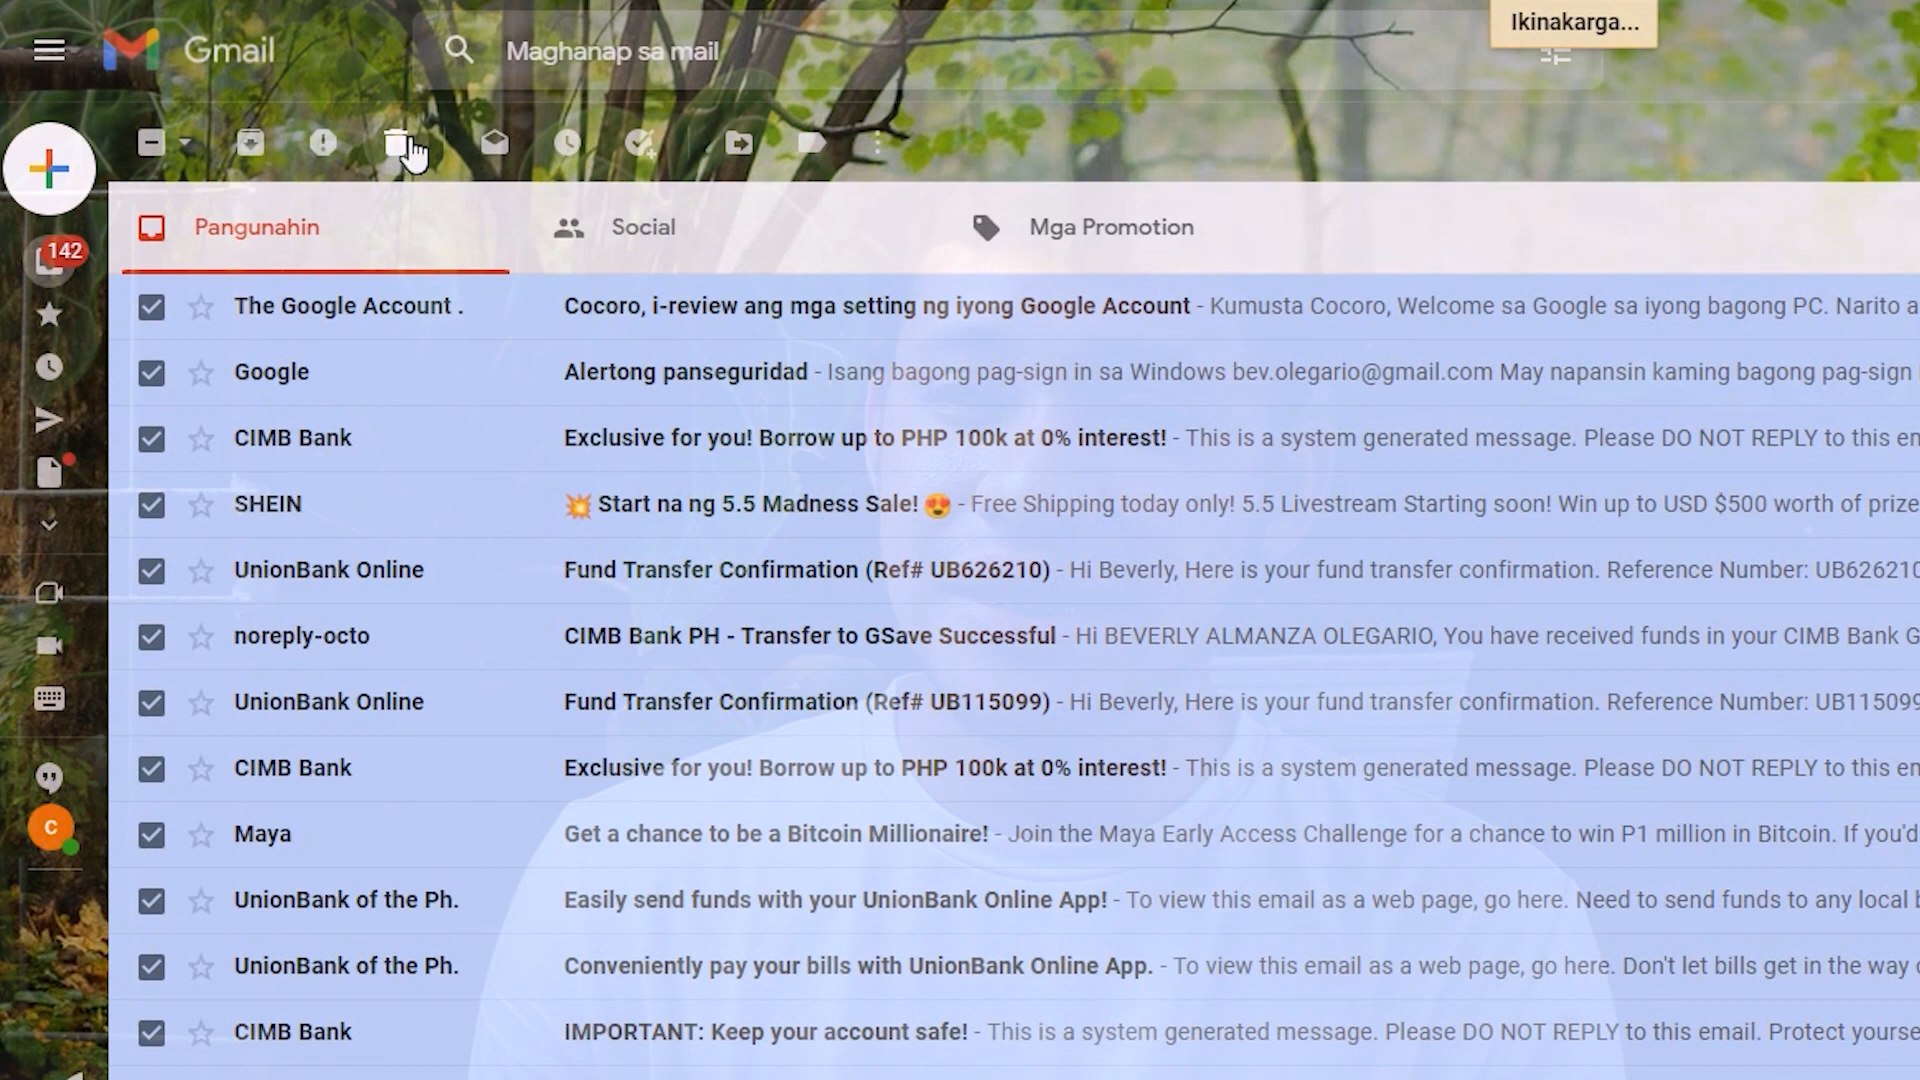 Ikinakarga...
Gmail
Maghanap sa mail
142
Pangunahin
Social
Mga Promotion
The Google Account . Cocoro, i-review ang mga setting ng iyong Google Account - Kumusta Cocoro, Welcome sa Google sa iyong bagong PC. Narito a
Google Alertong panseguridad - Isang bagong pag-sign in sa Windows bev.olegario@gmail.com May napansin kaming bagong pag-sign
CIMB Bank Exclusive for you! Borrow up to PHP 100k at 0% interest! - This is a system generated message. Please DO NOT REPLY to this em
SHEIN 💥 Start na ng 5.5 Madness Sale! 😍 - Free Shipping today only! 5.5 Livestream Starting soon! Win up to USD $500 worth of prize
UnionBank Online Fund Transfer Confirmation (Ref# UB626210) - Hi Beverly, Here is your fund transfer confirmation. Reference Number: UB626210
noreply-octo CIMB Bank PH - Transfer to GSave Successful - Hi BEVERLY ALMANZA OLEGARIO, You have received funds in your CIMB Bank G
UnionBank Online Fund Transfer Confirmation (Ref# UB115099) - Hi Beverly, Here is your fund transfer confirmation. Reference Number: UB115099
CIMB Bank Exclusive for you! Borrow up to PHP 100k at 0% interest! - This is a system generated message. Please DO NOT REPLY to this em
Maya Get a chance to be a Bitcoin Millionaire! - Join the Maya Early Access Challenge for a chance to win P1 million in Bitcoin. If you'd
C
UnionBank of the Ph. Easily send funds with your UnionBank Online App! - To view this email as a web page, go here. Need to send funds to any local b
UnionBank of the Ph. Conveniently pay your bills with UnionBank Online App. - To view this email as a web page, go here. Don't let bills get in the way
CIMB Bank IMPORTANT: Keep your account safe! - This is a system generated message. Please DO NOT REPLY to this email. Protect yourse